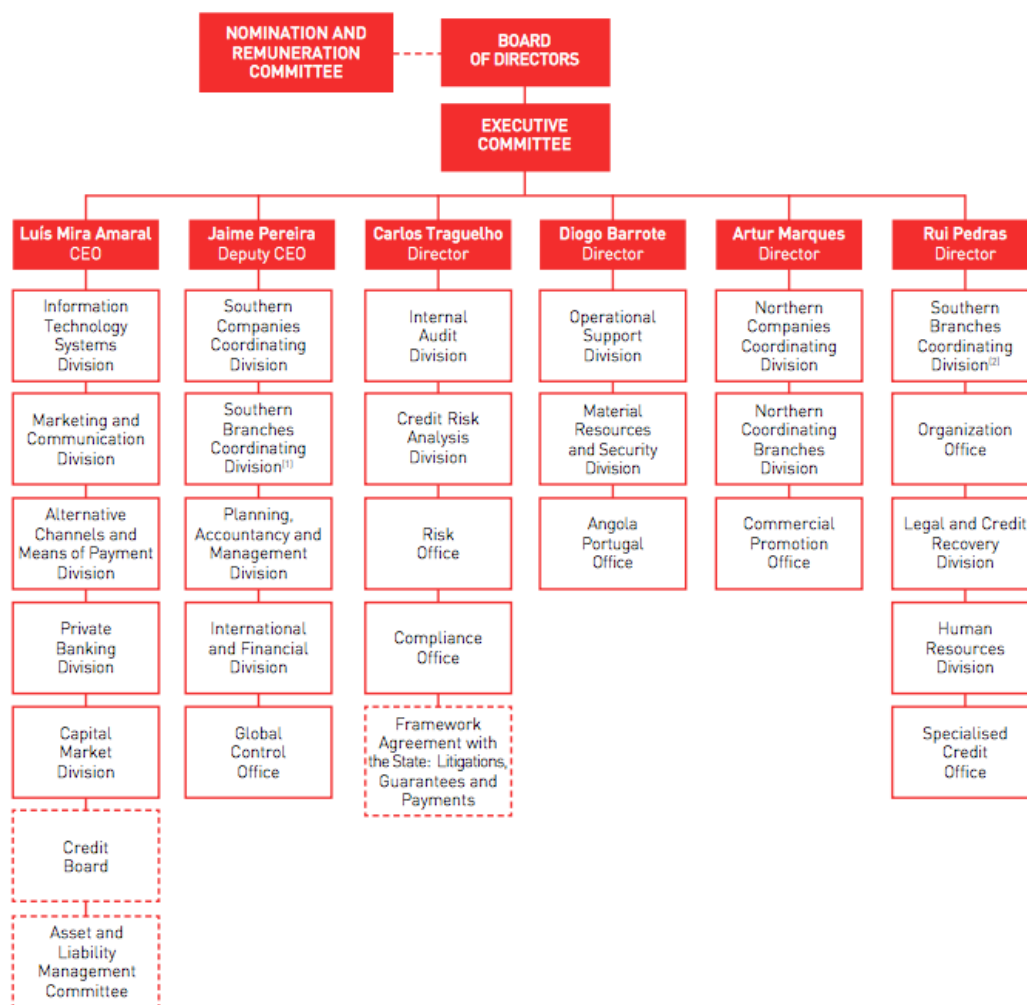 NOMINATION AND
REMUNERATION
COMMITTEE
BOARD
OF DIRECTORS
EXECUTIVE
COMMITTEE
Luís Mira Amaral
CEO
Information
Technology
Systems
Division
Marketing and
Communication
Division
Alternative
Channels and
Means of Payment
Division
Private
Banking
Division
Capital
Market
Division
Credit
Board
Asset and
Liability
Management
Committee
Jaime Pereira
Deputy CEO
Southern
Companies
Coordinating
Division
Southern
Branches
Coordinating
Division(1)
Planning,
Accountancy and
Management
Division
International
and Financial
Division
Global
Control
Office
Carlos Traguelho
Director
Internal
Audit
Division
Credit Risk
Analysis
Division
Risk
Office
Compliance
Office
Framework
Agreement with
the State: Litigations,
Guarantees and
Payments
Diogo Barrote
Director
Operational
Support
Division
Material
Resources
and Security
Division
Angola
Portugal
Office
Artur Marques
Director
Northern
Companies
Coordinating
Division
Northern
Coordinating
Branches
Division
Commercial
Promotion
Office
Rui Pedras
Director
Southern
Branches
Coordinating
Division(2)
Organization
Office
Legal and Credit
Recovery
Division
Human
Resources
Division
Specialised
Credit
Office